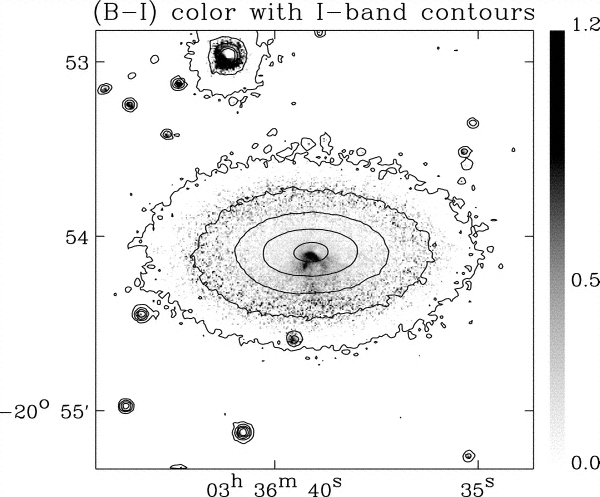 (B−I) color with I−band contours
1.2
53
54
0.5
−20° 55′
0.0
03ʰ 36ᵐ 40ˢ
35ˢ